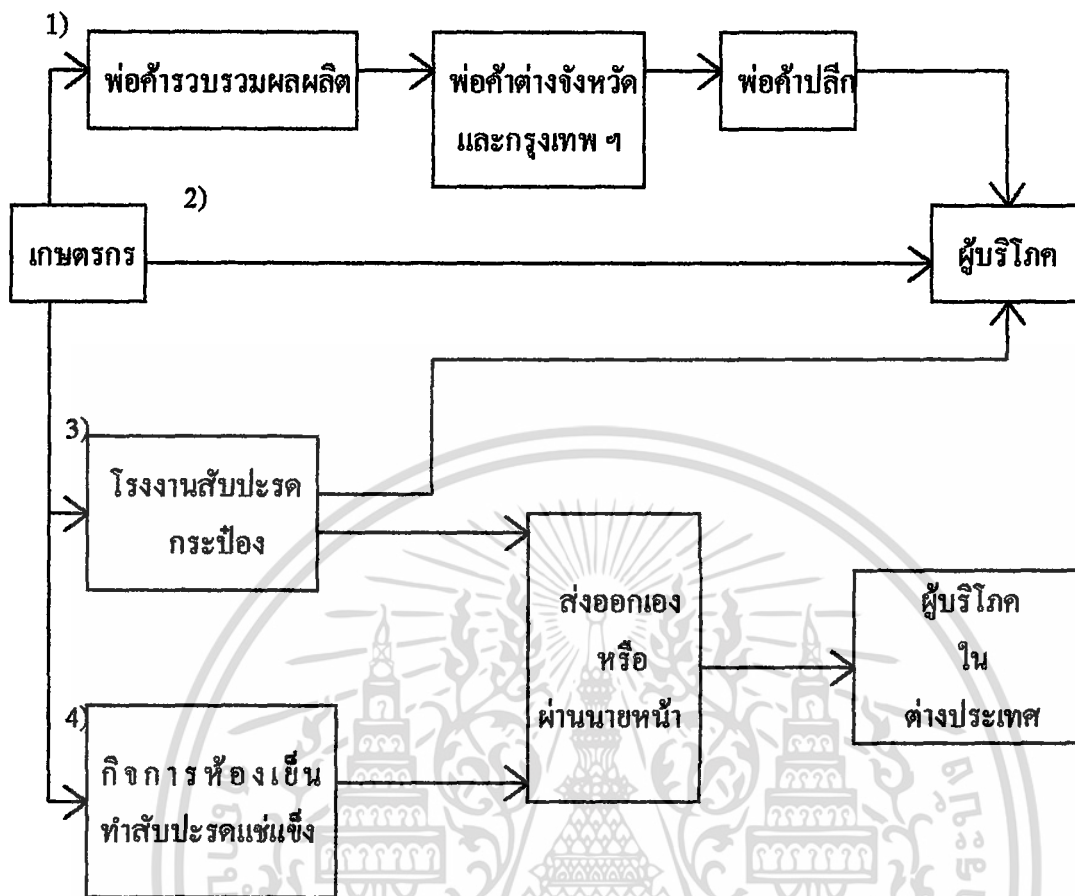 1)
พ่อค้ารวบรวมผลผลิต
พ่อค้าต่างจังหวัด
และกรุงเทพ ฯ
พ่อค้าปลีก
2)
เกษตรกร
ผู้บริโภค
3)
โรงงานสับปะรด
กระป๋อง
ส่งออกเอง
หรือ
ผ่านนายหน้า
ผู้บริโภค
ใน
ต่างประเทศ
4)
กิจการห้องเย็น
ทำสับปะรดแช่แข็ง